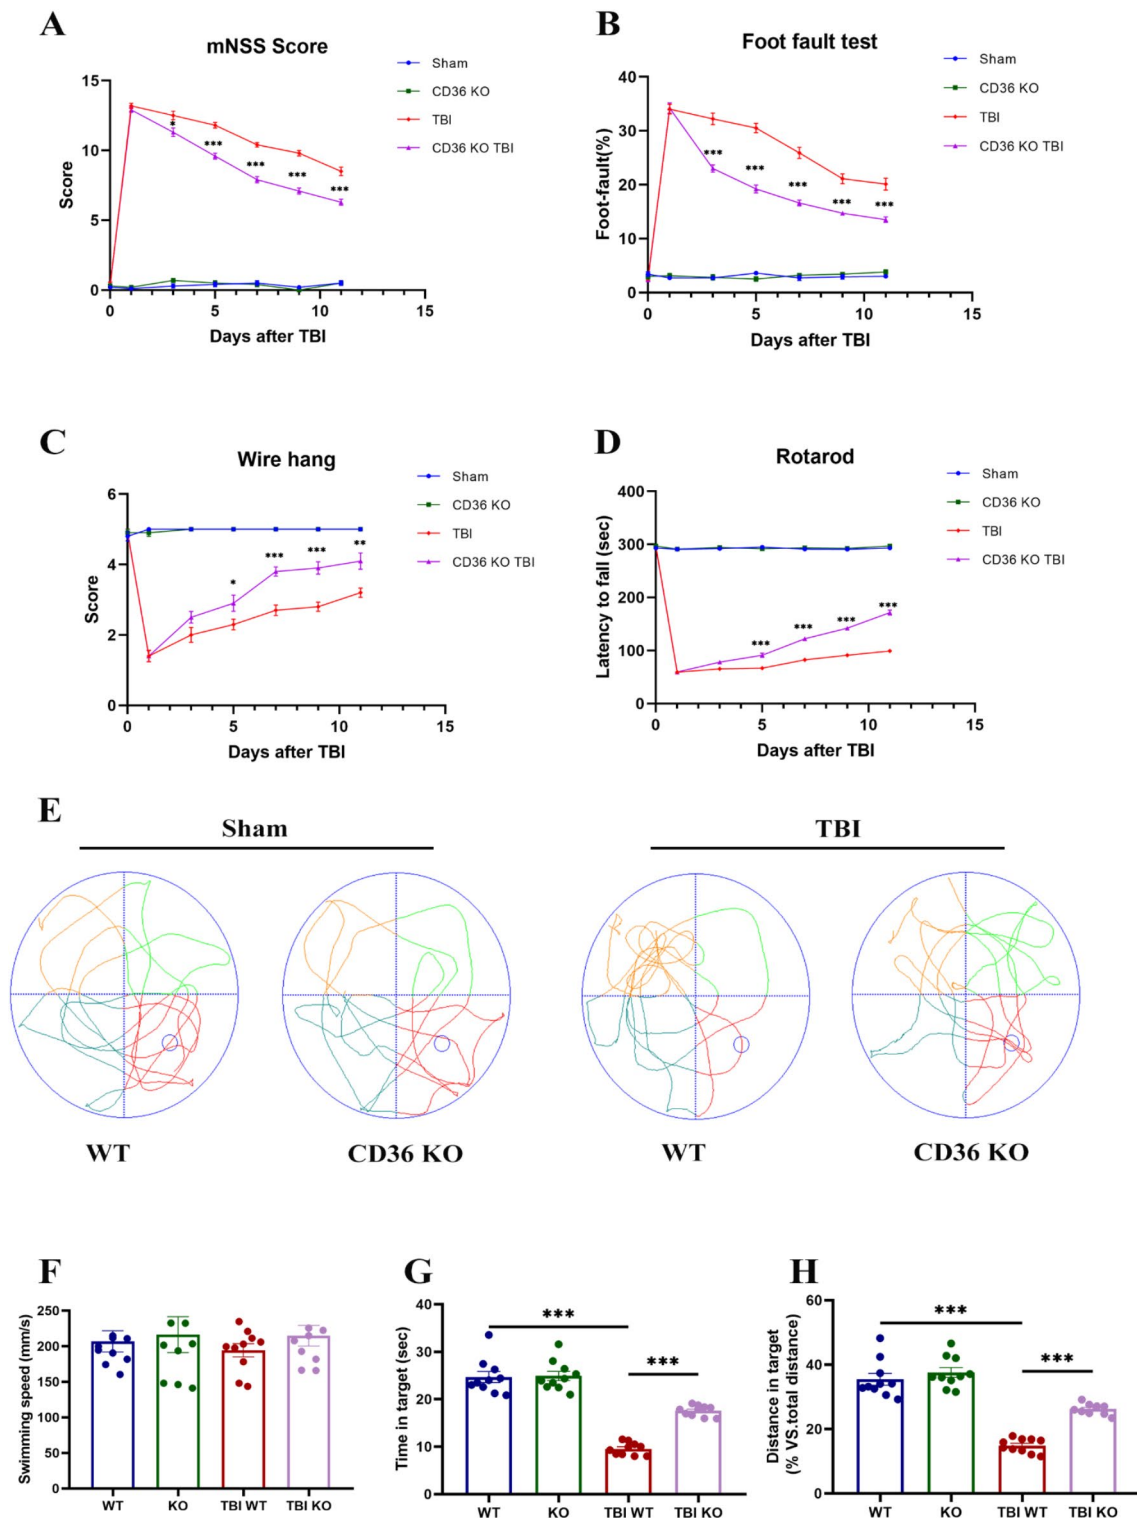 A
mNSS Score
Sham
CD36 KO
TBI
CD36 KO TBI
15
10
5
0
Score
*
***
***
***
***
0 5 10 15
Days after TBI
B
Foot fault test
Sham
CD36 KO
TBI
CD36 KO TBI
40
30
20
10
0
Foot-fault(%)
***
***
***
***
***
0 5 10 15
Days after TBI
C
Wire hang
Sham
CD36 KO
TBI
CD36 KO TBI
6
4
2
0
Score
*
***
***
**
0 5 10 15
Days after TBI
D
Rotarod
Sham
CD36 KO
TBI
CD36 KO TBI
400
300
200
100
0
Latency to fall (sec)
***
***
***
***
0 5 10 15
Days after TBI
E
Sham
TBI
WT
CD36 KO
WT
CD36 KO
F
250
200
150
100
50
0
Swimming speed (mm/s)
WT KO TBI WT TBI KO
G
40
30
20
10
0
Time in target (sec)
***
***
WT KO TBI WT TBI KO
H
60
40
20
0
Distance in target
(% VS.total distance)
***
***
WT KO TBI WT TBI KO